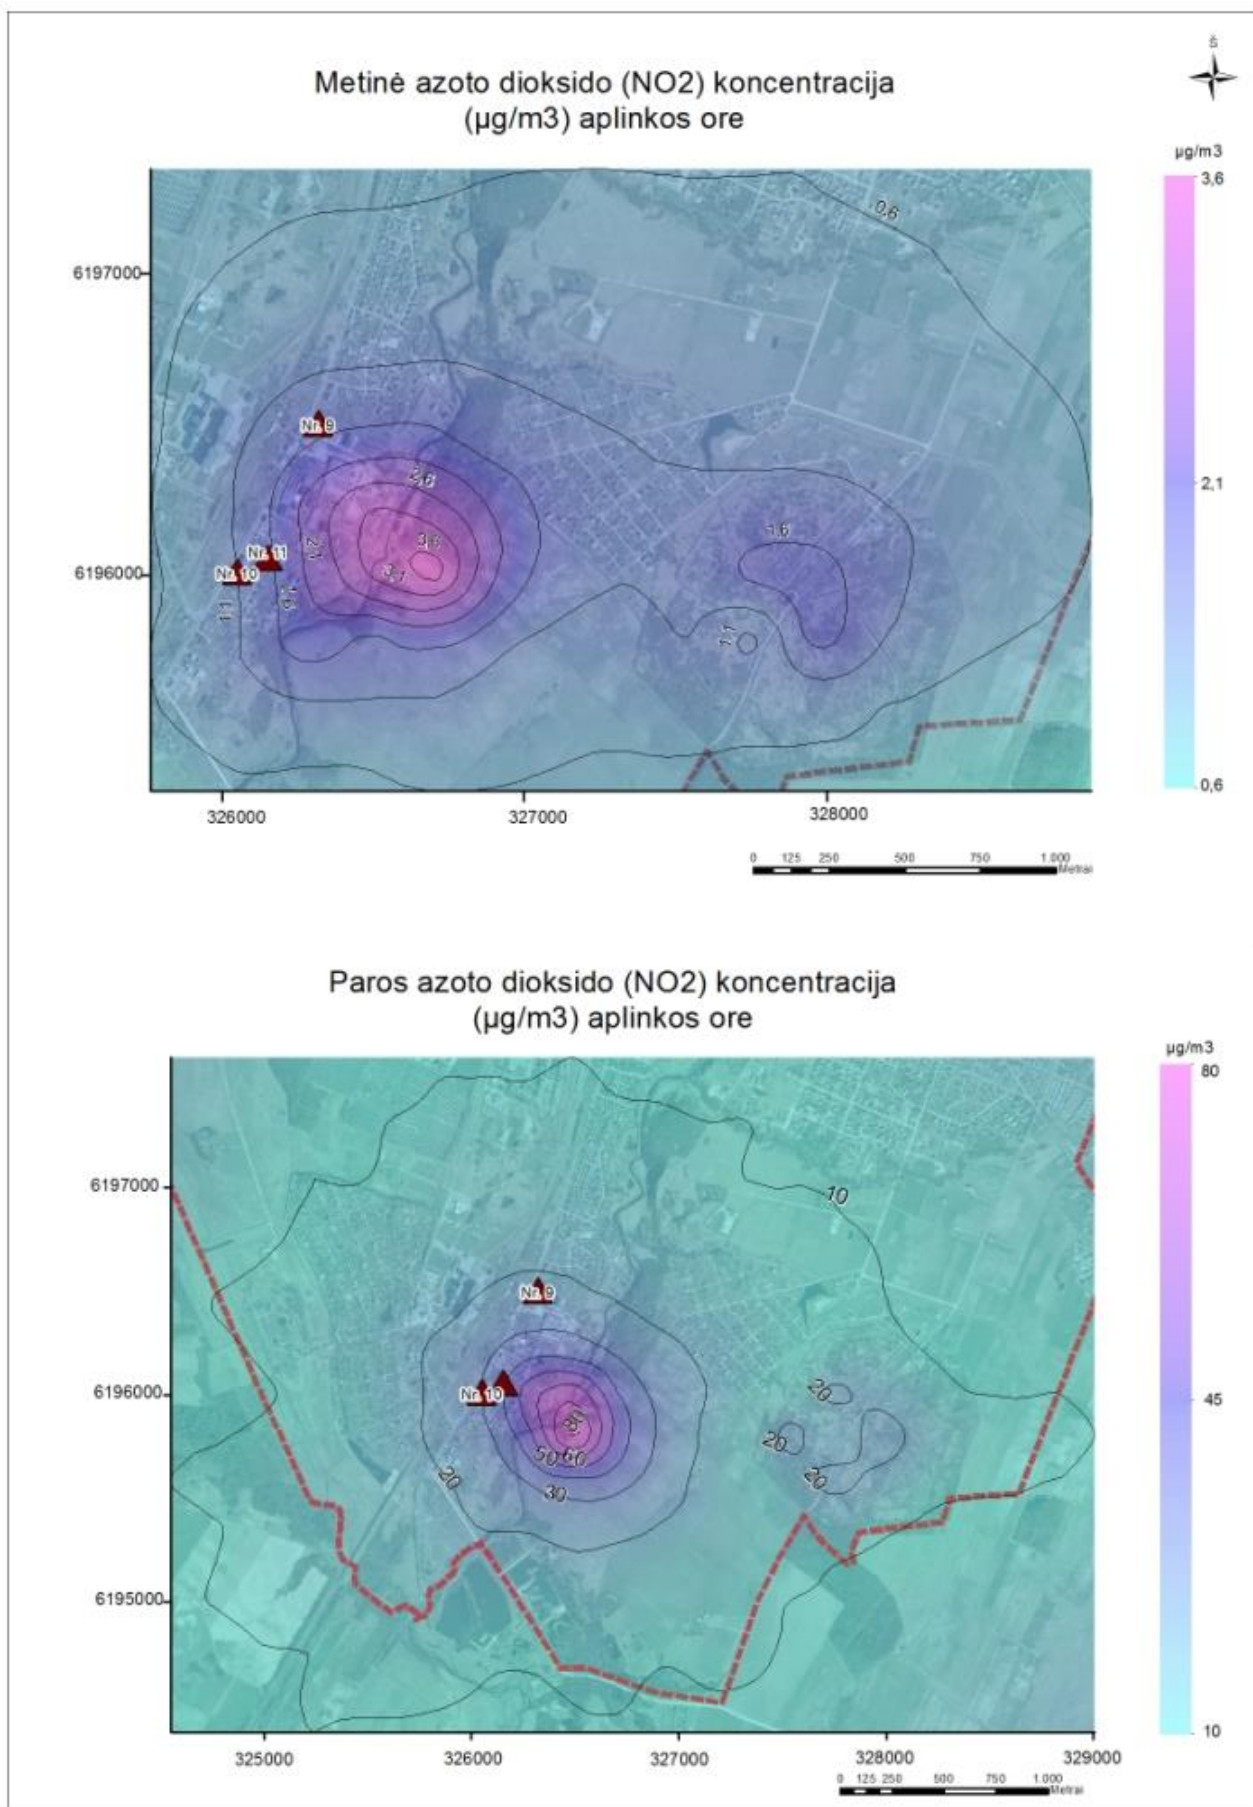 Š
Metinė azoto dioksido (NO2) koncentracija
(µg/m3) aplinkos ore
µg/m3
3,6
2,1
0,6
0,6
6197000
Nr. 9
2,6
2,1
3,6
3,1
Nr. 11
Nr. 10
6196000
1,1
1,6
1,6
1,1
326000
327000
328000
0 125 250 500 750 1.000
Metrai
Paros azoto dioksido (NO2) koncentracija
(µg/m3) aplinkos ore
µg/m3
80
45
10
6197000
10
Nr. 9
6196000
Nr. 10
20
20
20
50
60
20
30
6195000
325000
326000
327000
328000
329000
0 125 250 500 750 1.000
Metrai